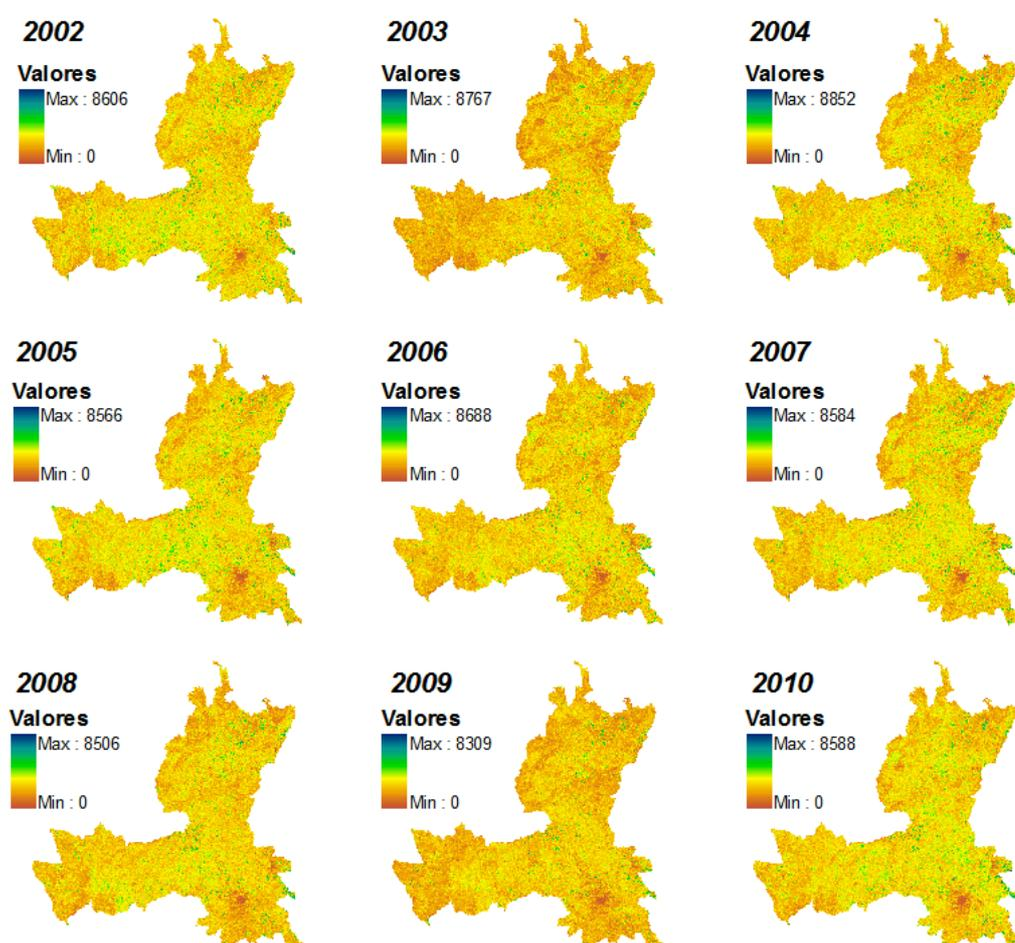 2002
Valores
Max : 8606
Min : 0
2003
Valores
Max : 8767
Min : 0
2004
Valores
Max : 8852
Min : 0
2005
Valores
Max : 8566
Min : 0
2006
Valores
Max : 8688
Min : 0
2007
Valores
Max : 8584
Min : 0
2008
Valores
Max : 8506
Min : 0
2009
Valores
Max : 8309
Min : 0
2010
Valores
Max : 8588
Min : 0